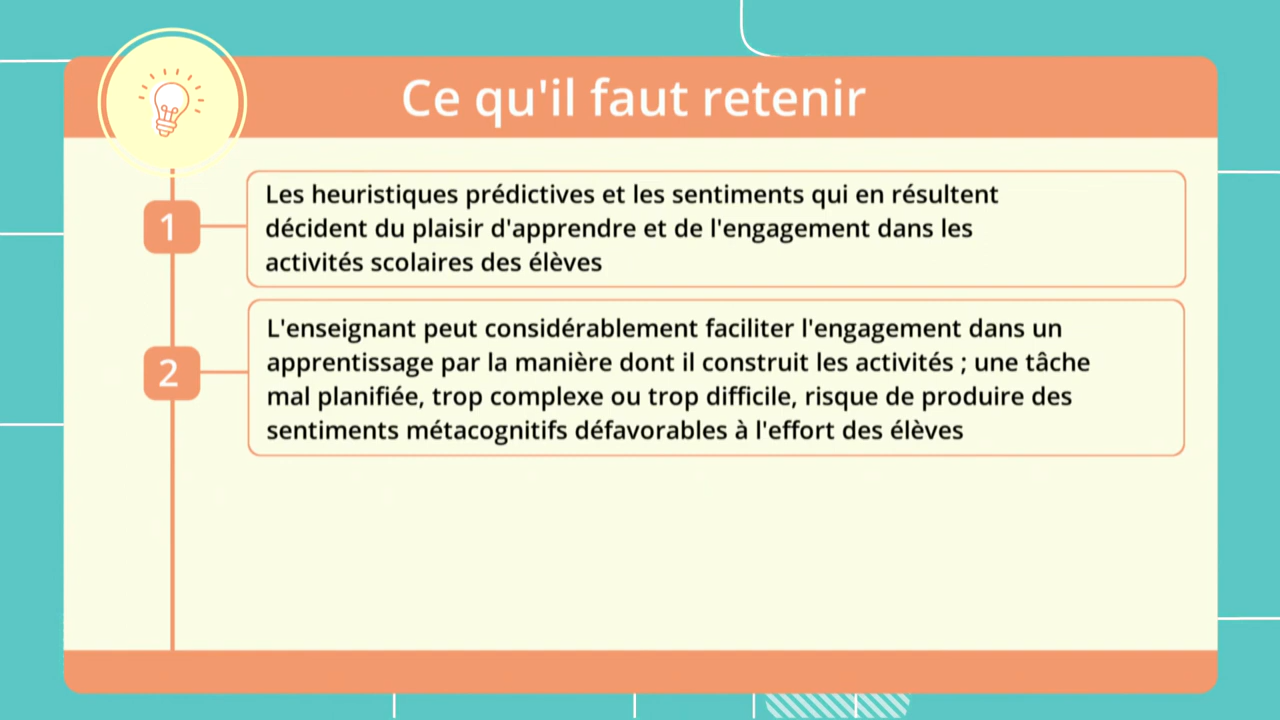 Ce qu'il faut retenir
1
Les heuristiques prédictives et les sentiments qui en résultent
décident du plaisir d'apprendre et de l'engagement dans les
activités scolaires des élèves
2
L'enseignant peut considérablement faciliter l'engagement dans un
apprentissage par la manière dont il construit les activités ; une tâche
mal planifiée, trop complexe ou trop difficile, risque de produire des
sentiments métacognitifs défavorables à l'effort des élèves